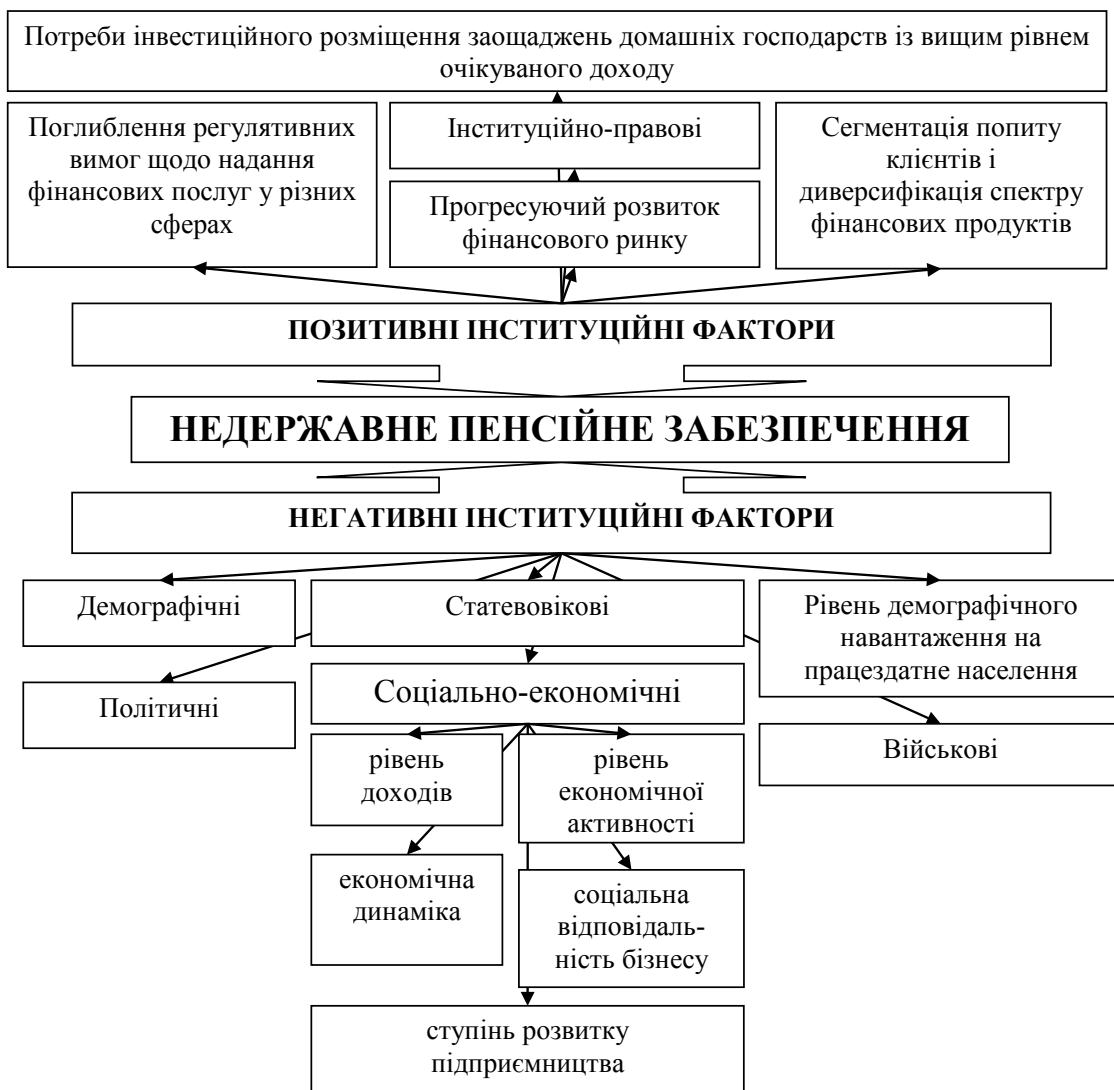 Потреби інвестиційного розміщення заощаджень домашніх господарств із вищим рівнем
очікуваного доходу
Поглиблення регулятивних
вимог щодо надання
фінансових послуг у різних
сферах
Інституційно-правові
Прогресуючий розвиток
фінансового ринку
Сегментація попиту
клієнтів і
диверсифікація спектру
фінансових продуктів
ПОЗИТИВНІ ІНСТИТУЦІЙНІ ФАКТОРИ
НЕДЕРЖАВНЕ ПЕНСІЙНЕ ЗАБЕЗПЕЧЕННЯ
НЕГАТИВНІ ІНСТИТУЦІЙНІ ФАКТОРИ
Демографічні
Статевовікові
Рівень демографічного
навантаження на
працездатне населення
Політичні
Соціально-економічні
Військові
рівень
доходів
рівень
економічної
активності
економічна
динаміка
соціальна
відповідаль-
ність бізнесу
ступінь розвитку
підприємництва